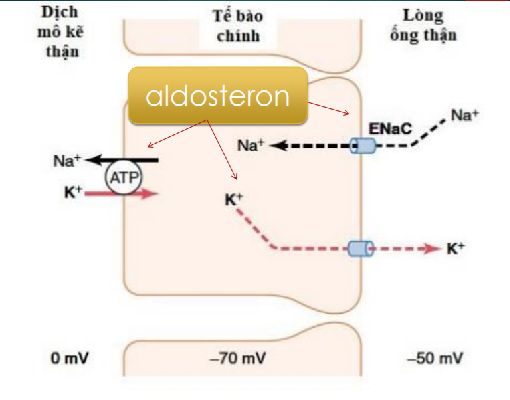 Dịch
mô kẽ
thận
Tế bào
chính
Lòng
ống thận
aldosteron
Na⁺
ENaC
Na⁺
Na⁺
ATP
K⁺
K⁺
K⁺
0 mV
–70 mV
–50 mV